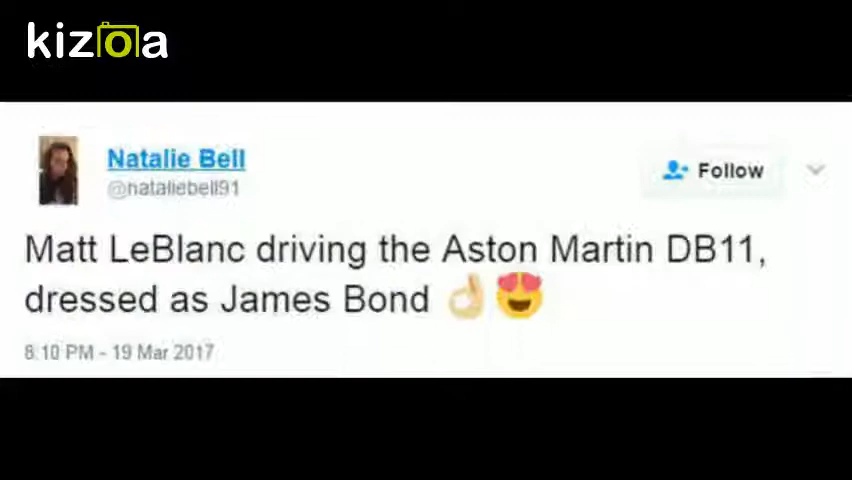 kizoa
Natalie Bell
@nataliebell91
Follow
Matt LeBlanc driving the Aston Martin DB11,
dressed as James Bond 👌😍
8:10 PM - 19 Mar 2017